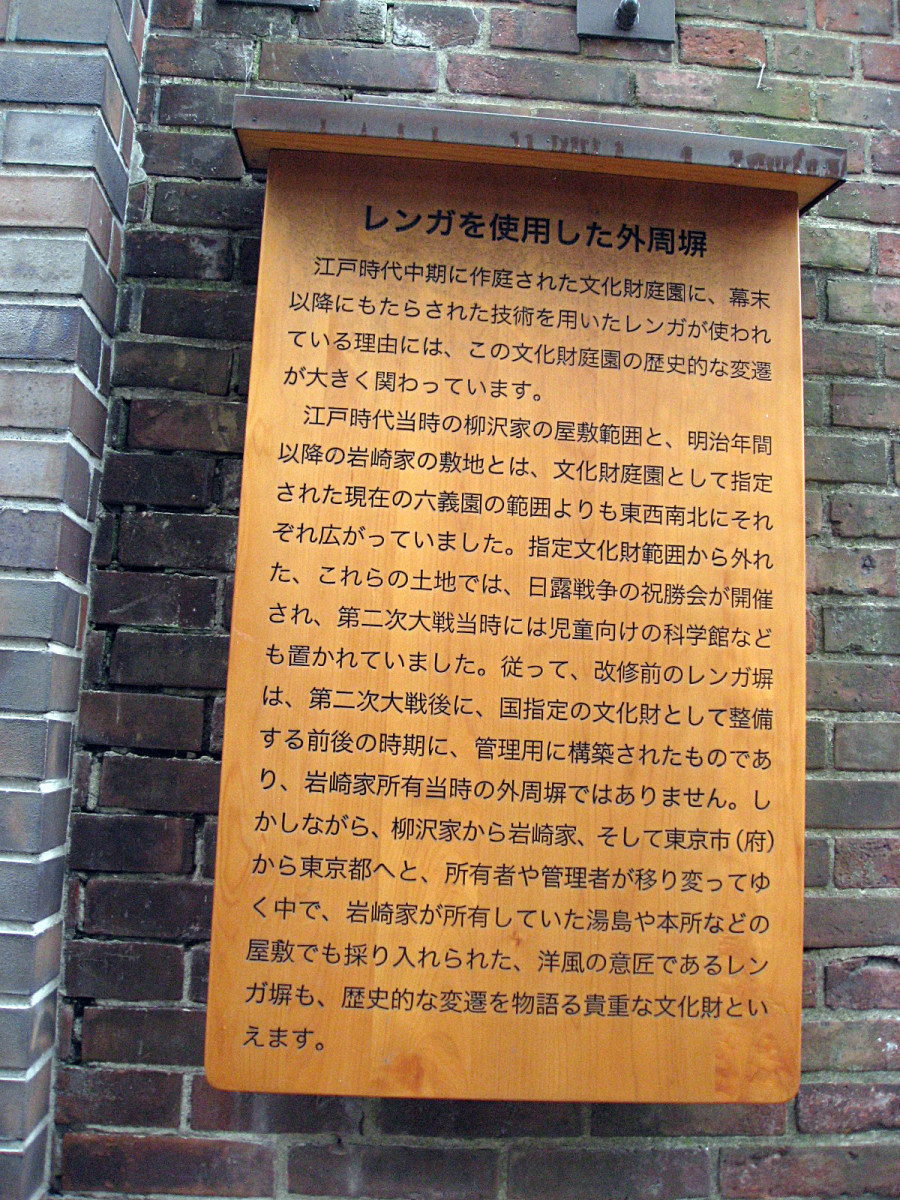 レンガを使用した外周塀
江戸時代中期に作庭された文化財庭園に、幕末
以降にもたらされた技術を用いたレンガが使われ
ている理由には、この文化財庭園の歴史的な変遷
が大きく関わっています。
江戸時代当時の柳沢家の屋敷範囲と、明治年間
以降の岩崎家の敷地とは、文化財庭園として指定
された現在の六義園の範囲よりも東西南北にそれ
ぞれ広がっていました。指定文化財範囲から外れ
た、これらの土地では、日露戦争の祝勝会が開催
され、第二次大戦当時には児童向けの科学館など
も置かれていました。従って、改修前のレンガ塀
は、第二次大戦後に、国指定の文化財として整備
する前後の時期に、管理用に構築されたものであ
り、岩崎家所有当時の外周塀ではありません。し
かしながら、柳沢家から岩崎家、そして東京市（府）
から東京都へと、所有者や管理者が移り変ってゆ
く中で、岩崎家が所有していた湯島や本所などの
屋敷でも採り入れられた、洋風の意匠であるレン
ガ塀も、歴史的な変遷を物語る貴重な文化財とい
えます。